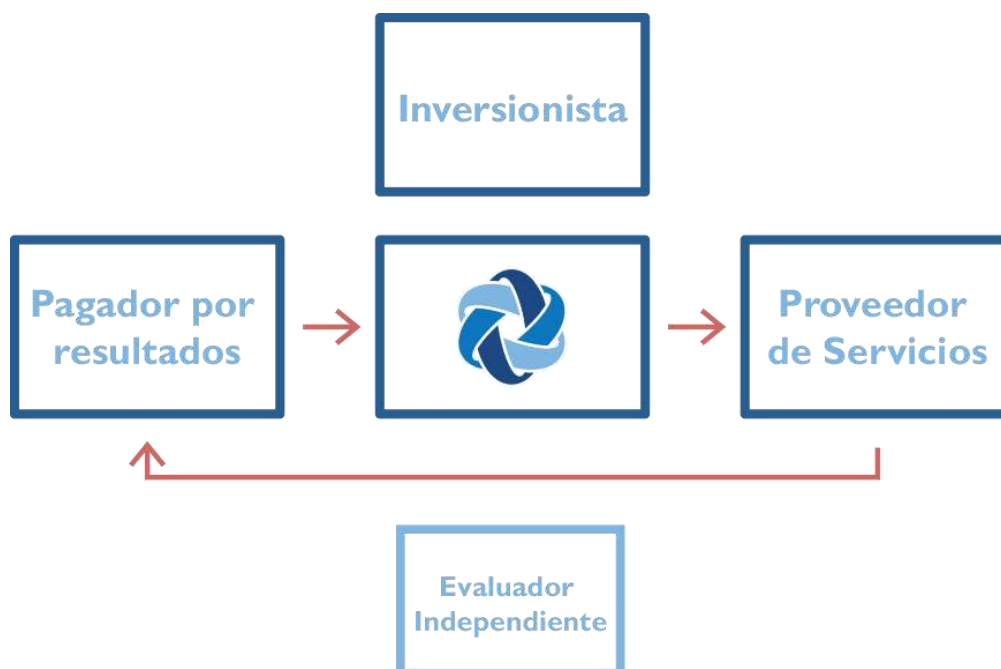 Inversionista
Pagador por
resultados
Proveedor
de Servicios
Evaluador
Independiente